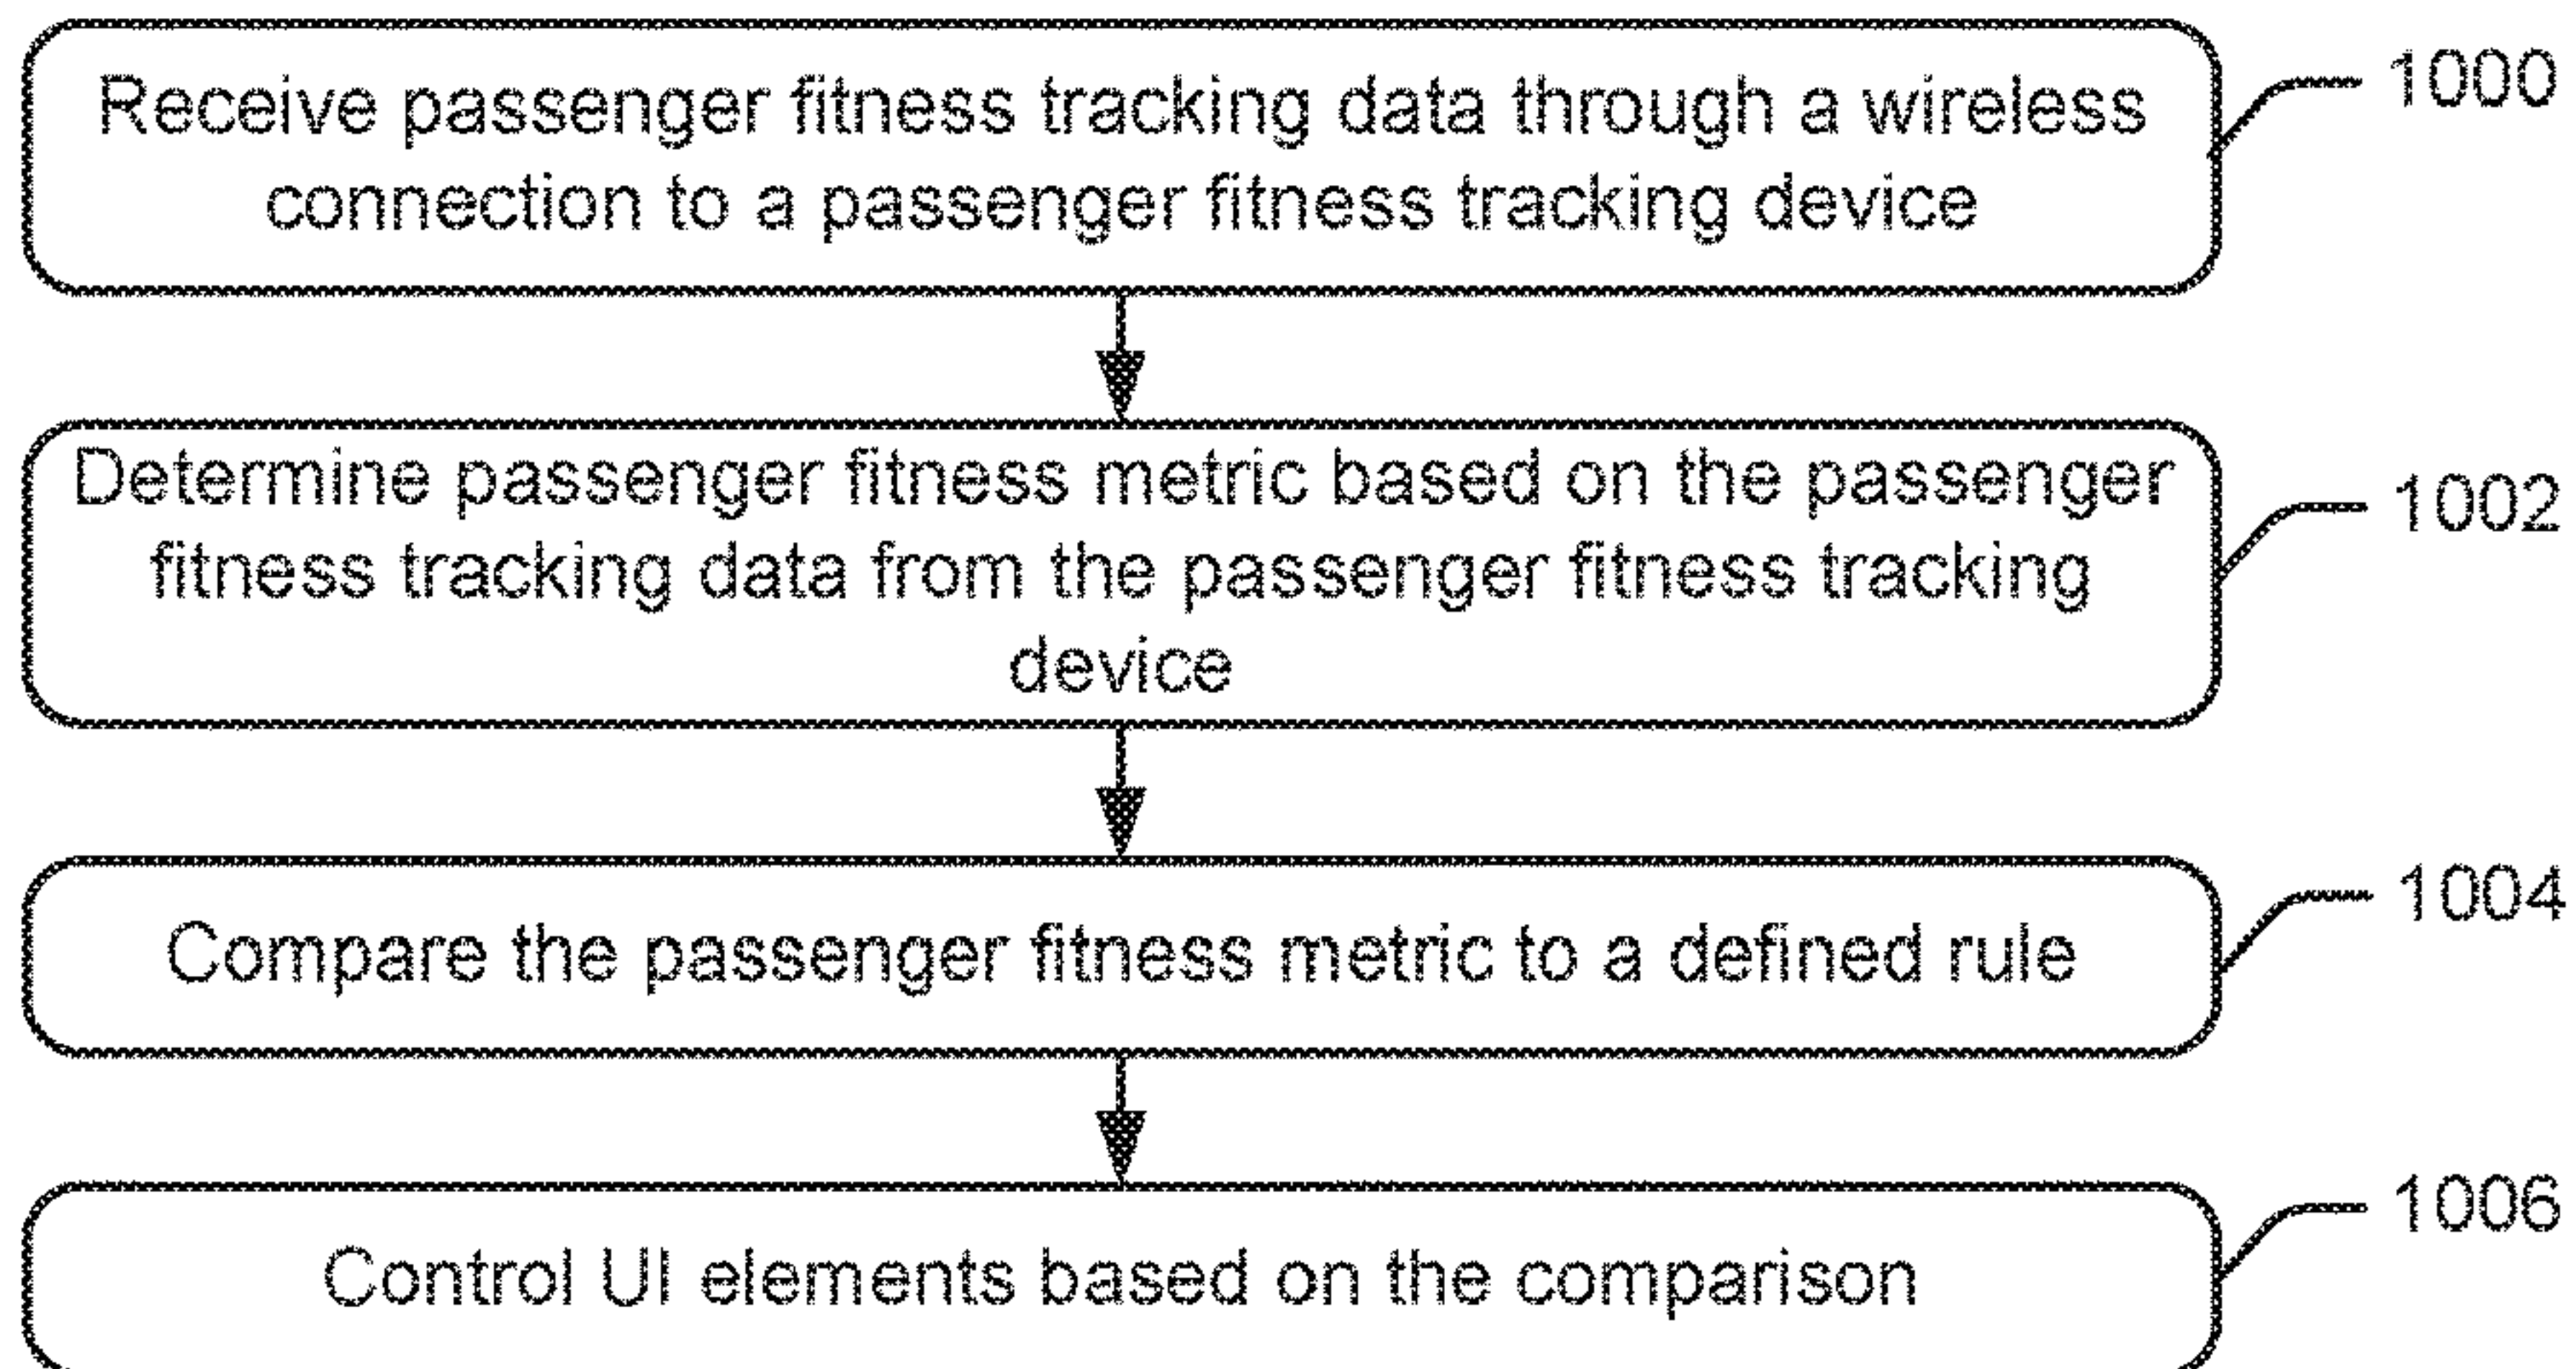 Receive passenger fitness tracking data through a wireless
connection to a passenger fitness tracking device
1000
Determine passenger fitness metric based on the passenger
fitness tracking data from the passenger fitness tracking
device
1002
Compare the passenger fitness metric to a defined rule
1004
Control UI elements based on the comparison
1006